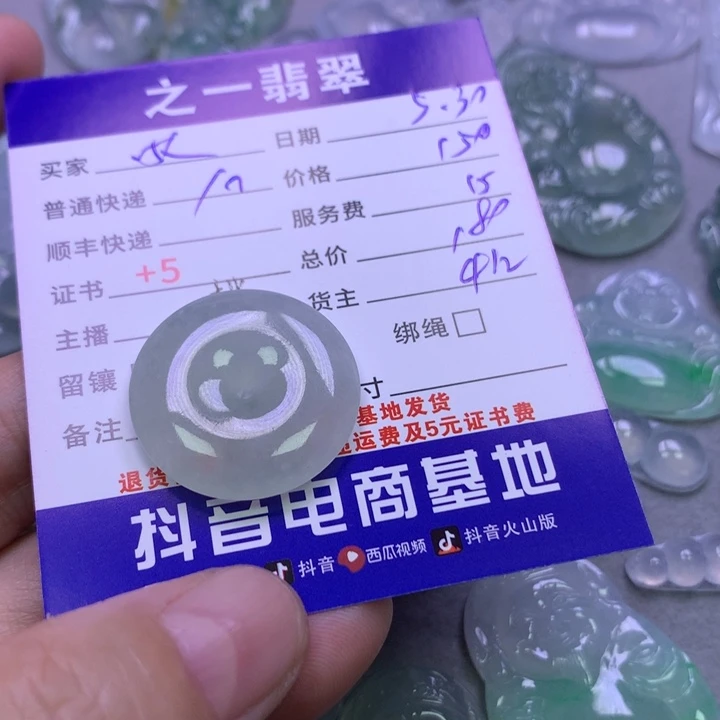 之一翡翠
买家 日期 5.30
普通快递 10 价格 150
顺丰快递 服务费 15
证书 +5 总价 180
主播 货主
留镶 绑绳□
备注 寸
基地发货
退货 运费及5元证书费
抖音电商基地
抖音 西瓜视频 抖音火山版